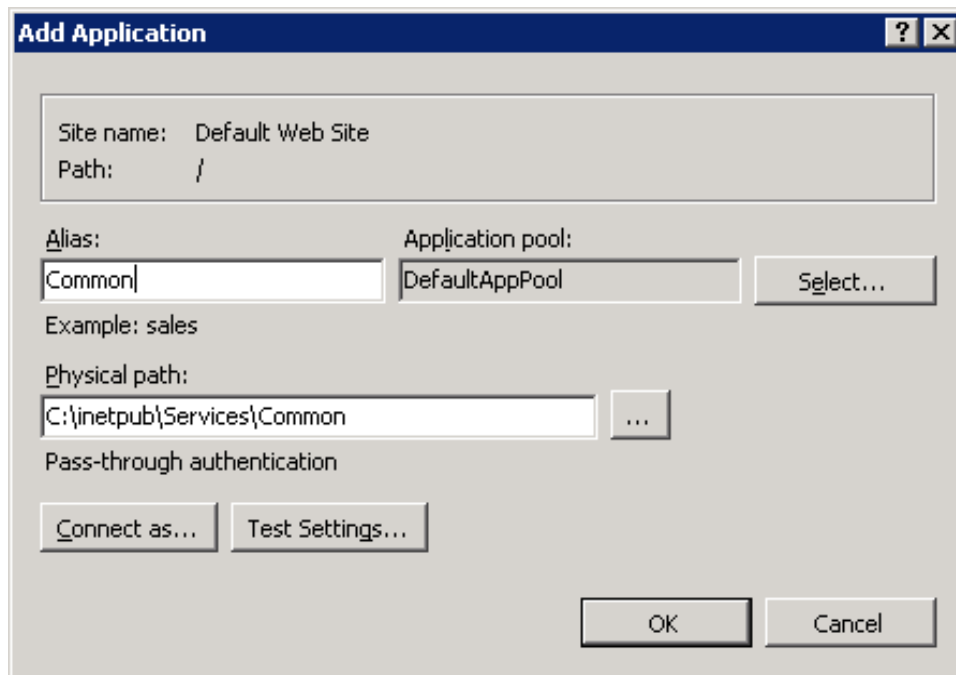 Add Application
Site name: Default Web Site
Path: /
Alias: Application pool:
Common DefaultAppPool Select...
Example: sales
Physical path:
C:\inetpub\Services\Common ...
Pass-through authentication
Connect as... Test Settings...
OK Cancel